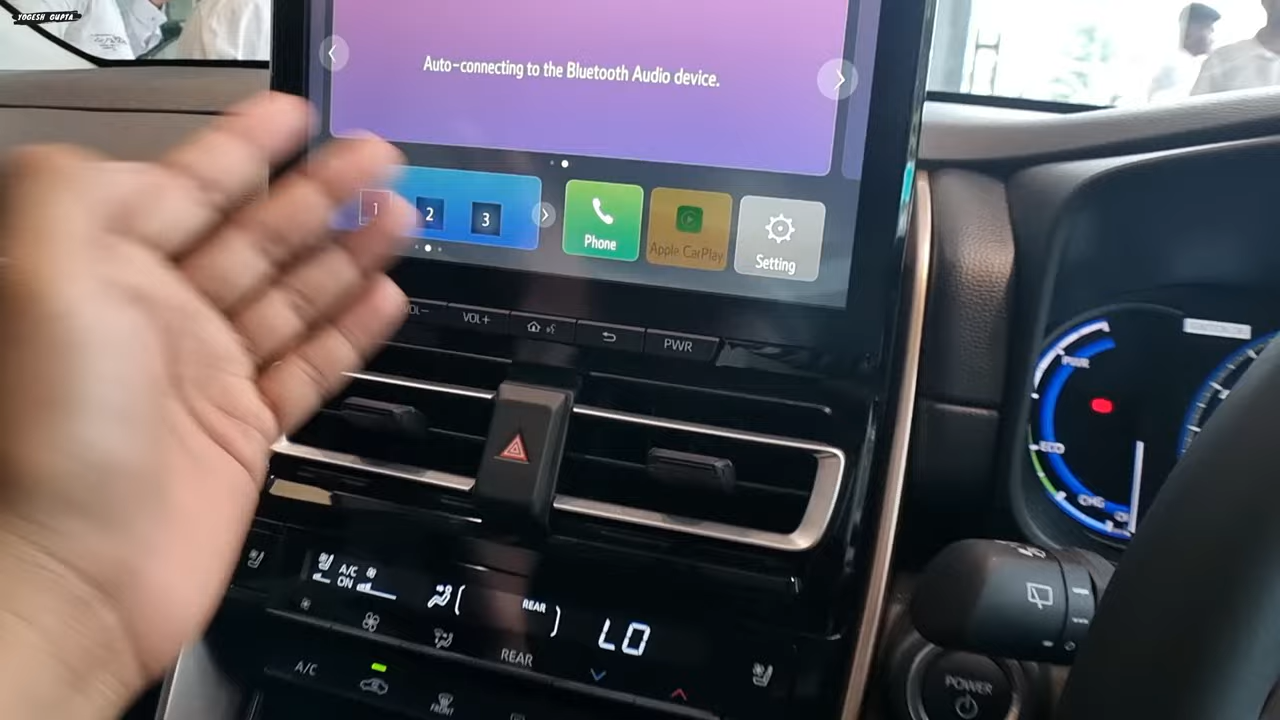 YOGESH GUPTA
Auto-connecting to the Bluetooth Audio device.
1
2
3
Phone
Apple CarPlay
Setting
VOL+
PWR
PWR
ECO
CHG
A/C
ON
REAR
LO
REAR
A/C
FRONT
POWER